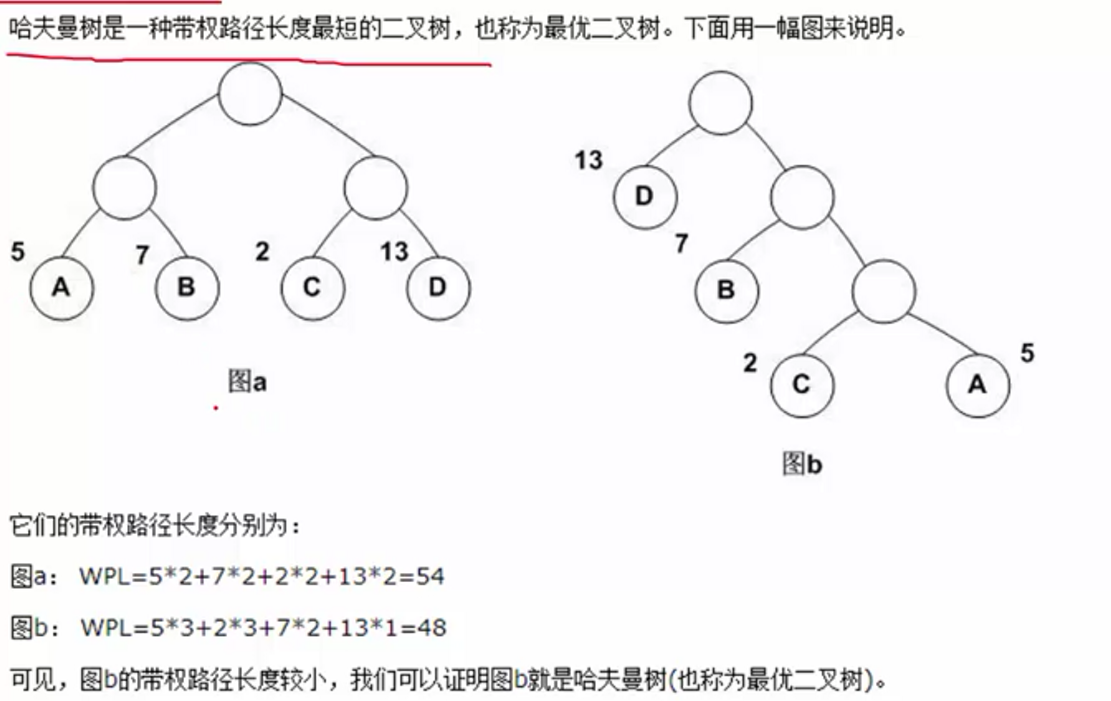 哈夫曼树是一种带权路径长度最短的二叉树，也称为最优二叉树。下面用一幅图来说明。
5
A
7
B
2
C
13
D
图a
13
D
7
B
2
C
5
A
图b
它们的带权路径长度分别为：
图a： WPL=5*2+7*2+2*2+13*2=54
图b： WPL=5*3+2*3+7*2+13*1=48
可见，图b的带权路径长度较小，我们可以证明图b就是哈夫曼树(也称为最优二叉树)。